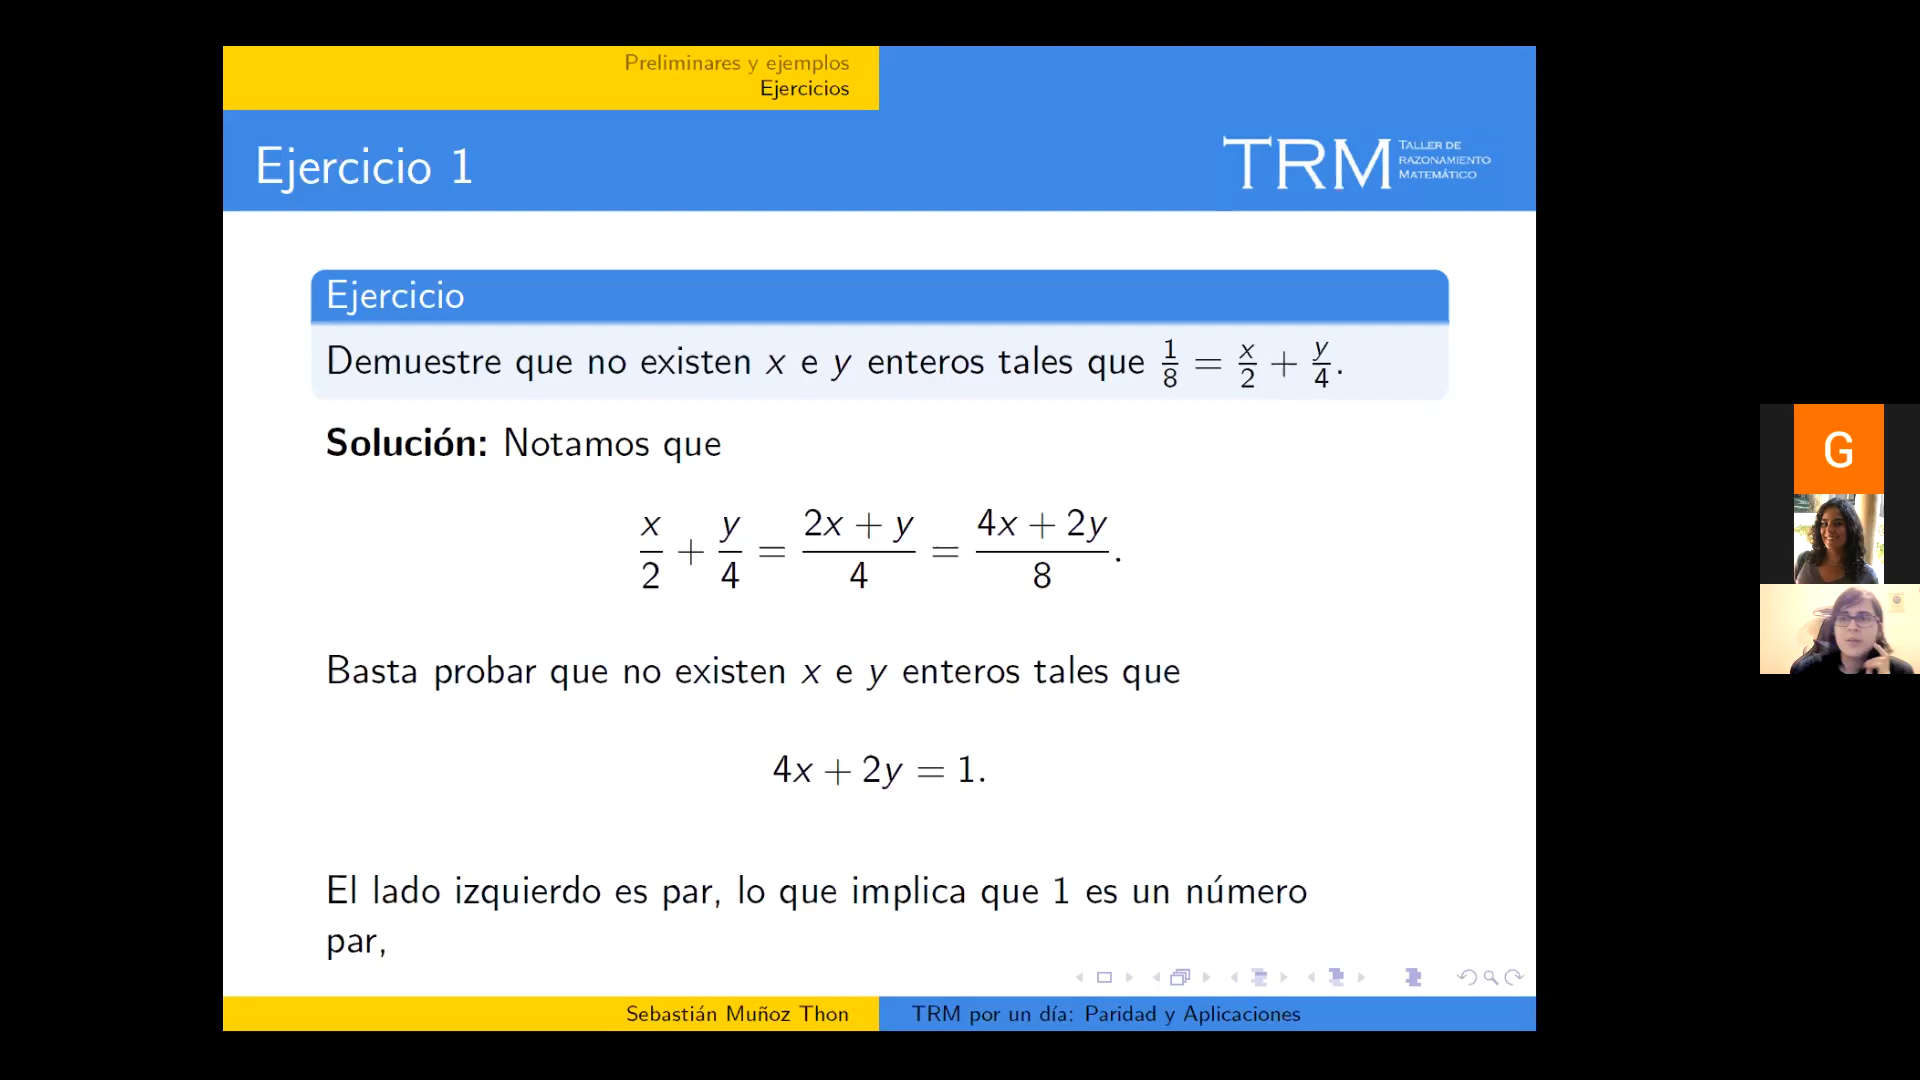 Preliminares y ejemplos
Ejercicios
Ejercicio 1
TRM
TALLER DE
RAZONAMIENTO
MATEMÁTICO
Ejercicio
Demuestre que no existen x e y enteros tales que 1/8 = x/2 + y/4.
Solución: Notamos que
x/2 + y/4 = (2x + y)/4 = (4x + 2y)/8.
Basta probar que no existen x e y enteros tales que
4x + 2y = 1.
El lado izquierdo es par, lo que implica que 1 es un número
par,
Sebastián Muñoz Thon
TRM por un día: Paridad y Aplicaciones
G